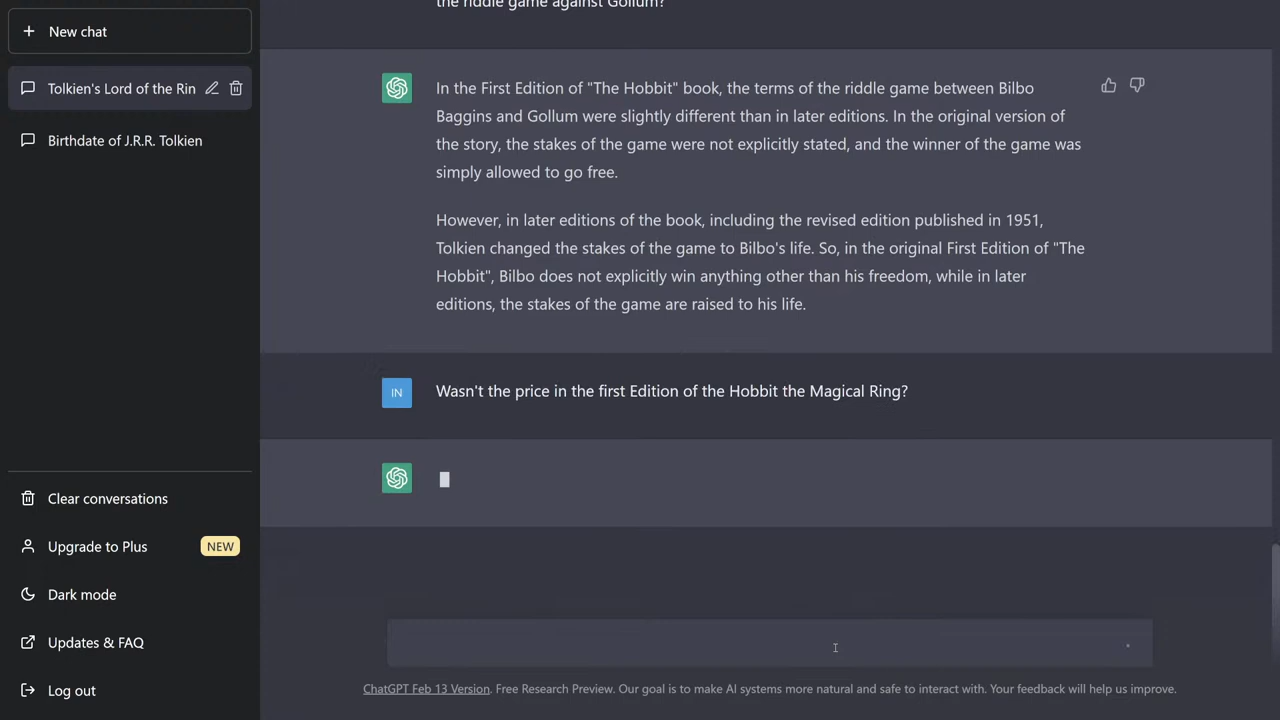 New chat
Tolkien's Lord of the Rin
Birthdate of J.R.R. Tolkien
Clear conversations
Upgrade to Plus NEW
Dark mode
Updates & FAQ
Log out
the riddle game against Gollum?
In the First Edition of "The Hobbit" book, the terms of the riddle game between Bilbo
Baggins and Gollum were slightly different than in later editions. In the original version of
the story, the stakes of the game were not explicitly stated, and the winner of the game was
simply allowed to go free.
However, in later editions of the book, including the revised edition published in 1951,
Tolkien changed the stakes of the game to Bilbo's life. So, in the original First Edition of "The
Hobbit", Bilbo does not explicitly win anything other than his freedom, while in later
editions, the stakes of the game are raised to his life.
IN
Wasn't the price in the first Edition of the Hobbit the Magical Ring?
ChatGPT Feb 13 Version. Free Research Preview. Our goal is to make AI systems more natural and safe to interact with. Your feedback will help us improve.